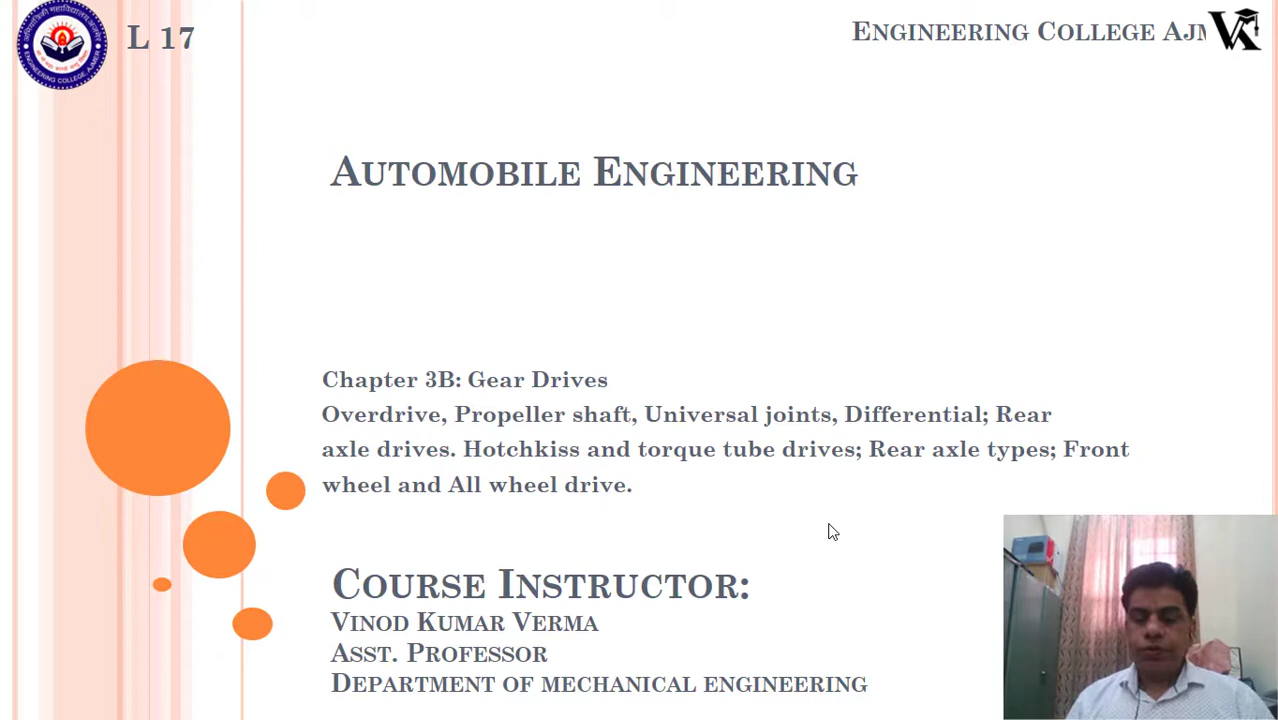 L 17
ENGINEERING COLLEGE AJM
AUTOMOBILE ENGINEERING
Chapter 3B: Gear Drives
Overdrive, Propeller shaft, Universal joints, Differential; Rear
axle drives. Hotchkiss and torque tube drives; Rear axle types; Front
wheel and All wheel drive.
COURSE INSTRUCTOR:
VINOD KUMAR VERMA
ASST. PROFESSOR
DEPARTMENT OF MECHANICAL ENGINEERING